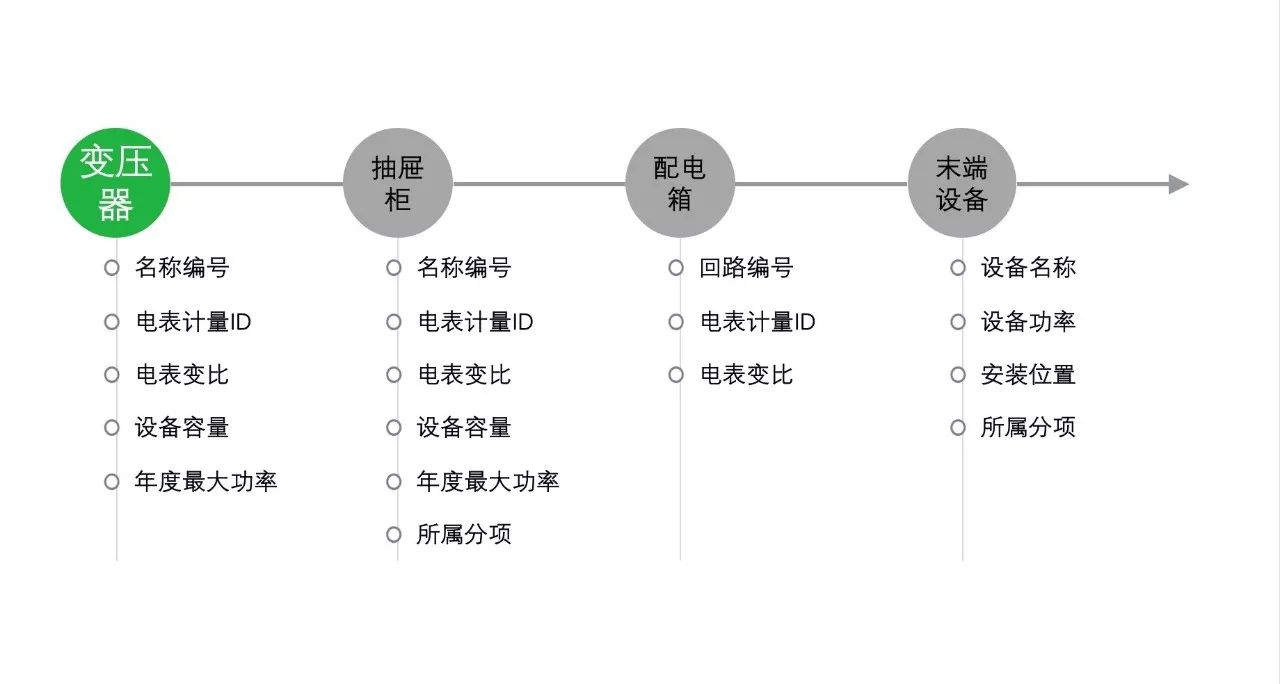 变压
器
抽屉
柜
配电
箱
末端
设备
名称编号
电表计量ID
电表变比
设备容量
年度最大功率
名称编号
电表计量ID
电表变比
设备容量
年度最大功率
所属分项
回路编号
电表计量ID
电表变比
设备名称
设备功率
安装位置
所属分项